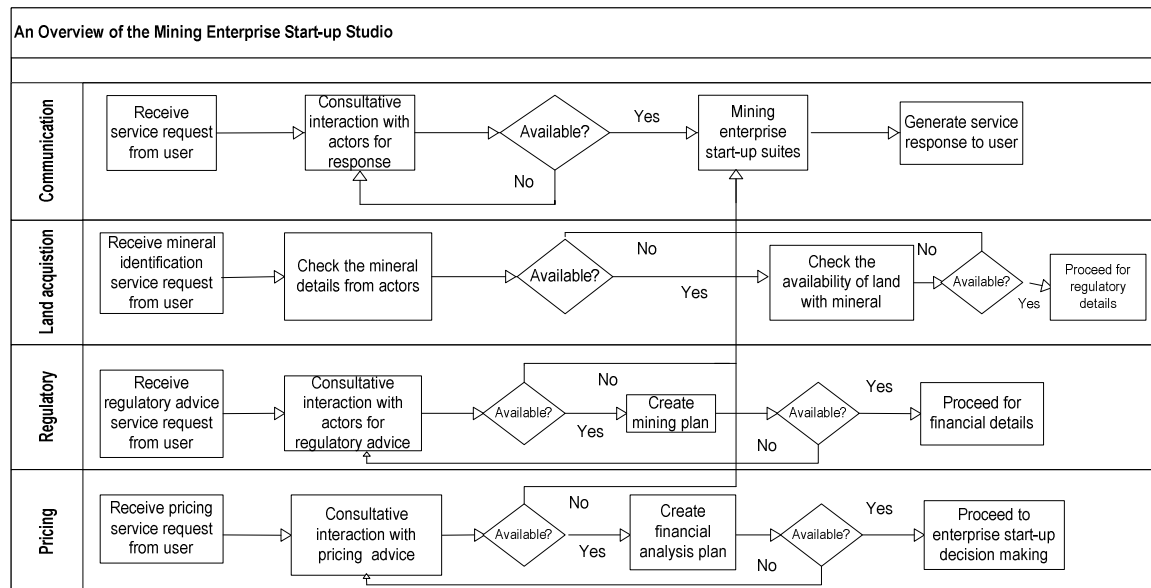 An Overview of the Mining Enterprise Start-up Studio
Communication
Receive
service request
from user
Consultative
interaction with
actors for
response
Available?
Yes
No
Mining
enterprise
start-up suites
Generate service
response to user
Land acquistion
Receive mineral
identification
service request
from user
Check the mineral
details from actors
Available?
No
Yes
Check the
availability of land
with mineral
No
Available?
Yes
Proceed for
regulatory
details
Regulatory
Receive
regulatory advice
service request
from user
Consultative
interaction with
actors for
regulatory advice
Available?
No
Yes
Create
mining plan
Available?
Yes
No
Proceed for
financial details
Pricing
Receive pricing
service request
from user
Consultative
interaction with
pricing advice
Available?
No
Yes
Create
financial
analysis plan
Available?
Yes
No
Proceed to
enterprise start-up
decision making